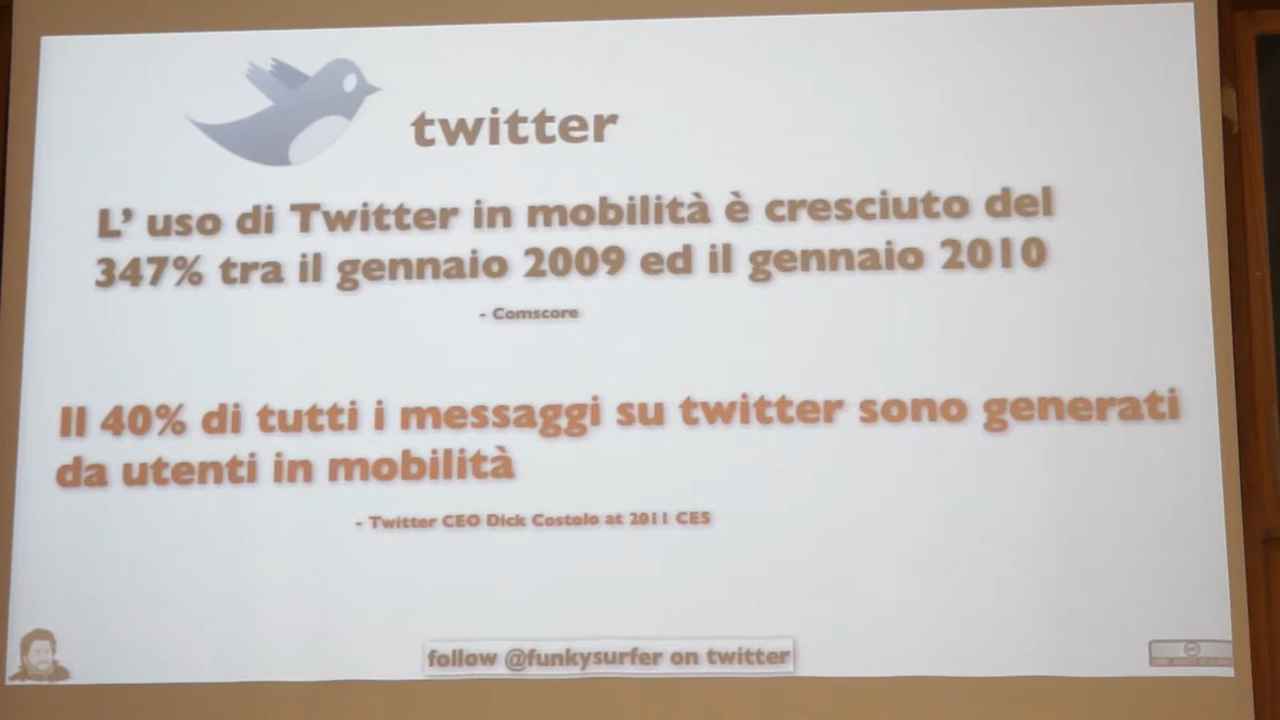 twitter
L’ uso di Twitter in mobilità è cresciuto del
347% tra il gennaio 2009 ed il gennaio 2010
- Comscore
Il 40% di tutti i messaggi su twitter sono generati
da utenti in mobilità
- Twitter CEO Dick Costolo at 2011 CES
follow @funkysurfer on twitter